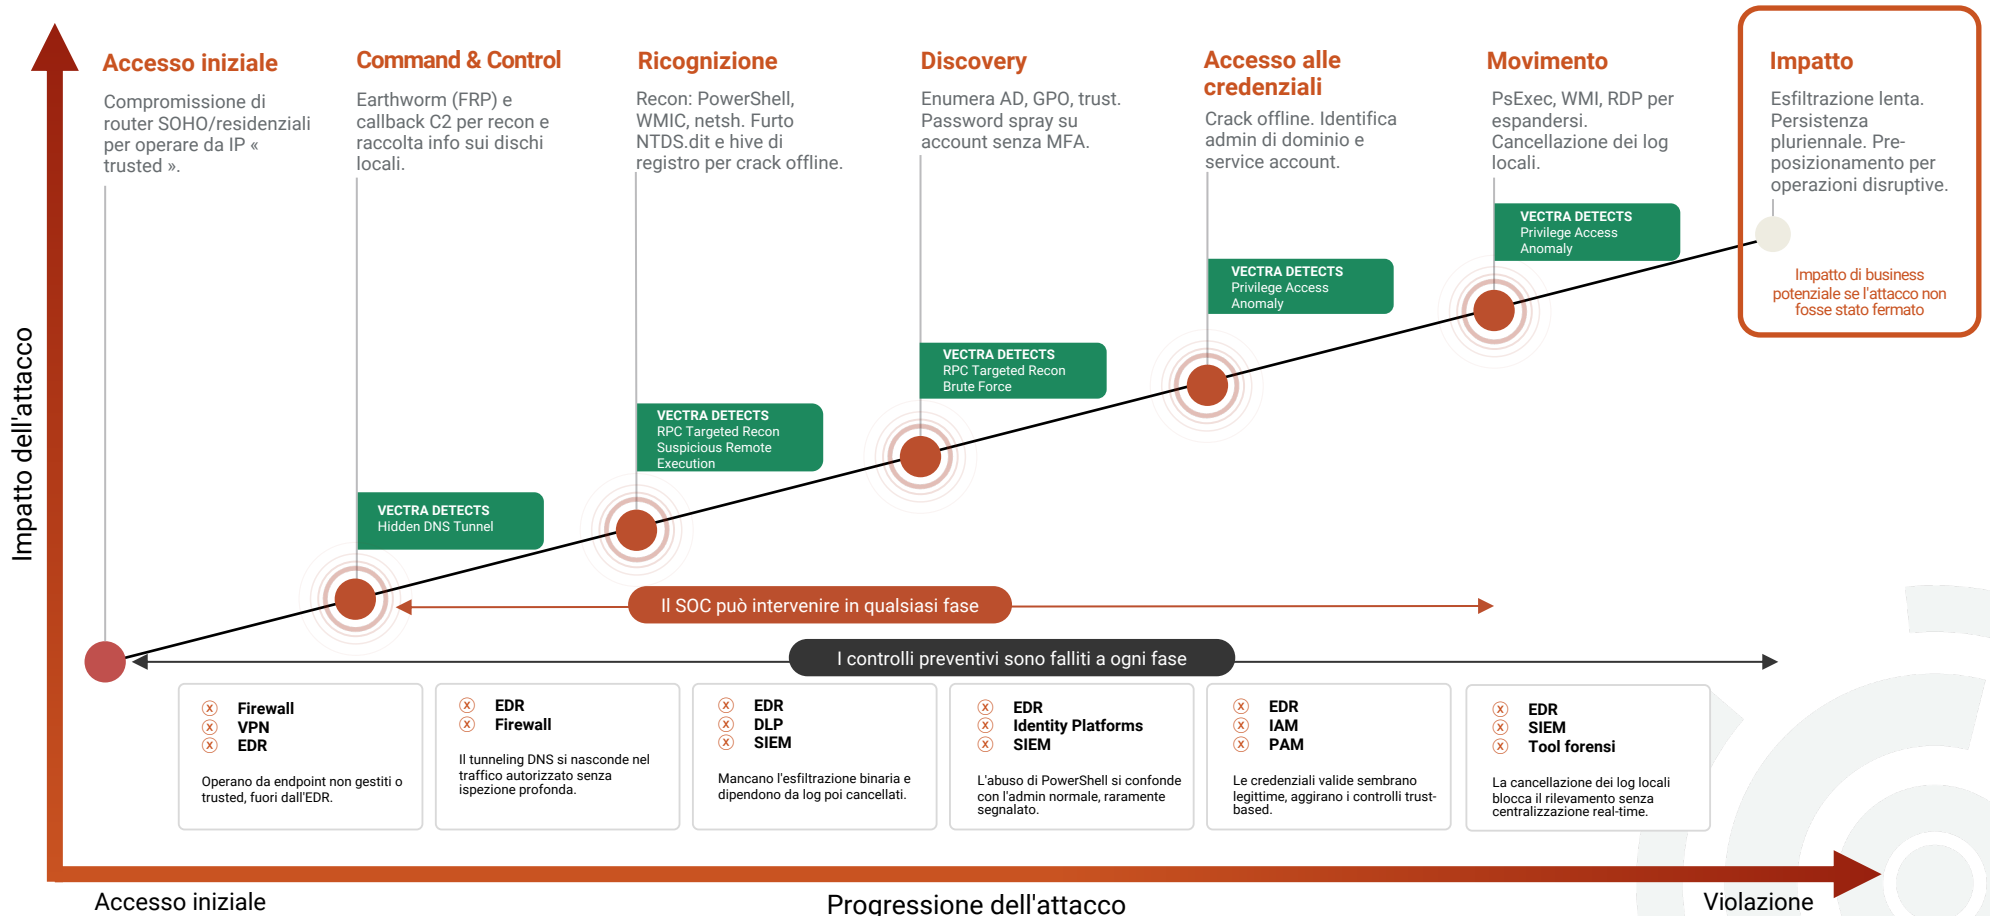 Accesso iniziale
Compromissione di
router SOHO/residenziali
per operare da IP «
trusted ».
Command & Control
Earthworm (FRP) e
callback C2 per recon e
raccolta info sui dischi
locali.
Ricognizione
Recon: PowerShell,
WMIC, netsh. Furto
NTDS.dit e hive di
registro per crack offline.
Discovery
Enumera AD, GPO, trust.
Password spray su
account senza MFA.
Accesso alle
credenziali
Crack offline. Identifica
admin di dominio e
service account.
Movimento
PsExec, WMI, RDP per
espandersi.
Cancellazione dei log
locali.
Impatto
Esfiltrazione lenta.
Persistenza
pluriennale. Pre-
posizionamento per
operazioni disruptive.
Impatto di business
potenziale se l'attacco non
fosse stato fermato
VECTRA DETECTS
Privilege Access
Anomaly
VECTRA DETECTS
Privilege Access
Anomaly
VECTRA DETECTS
RPC Targeted Recon
Brute Force
VECTRA DETECTS
RPC Targeted Recon
Suspicious Remote
Execution
VECTRA DETECTS
Hidden DNS Tunnel
Impatto dell'attacco
Il SOC può intervenire in qualsiasi fase
I controlli preventivi sono falliti a ogni fase
x Firewall
x VPN
x EDR
Operano da endpoint non gestiti o
trusted, fuori dall'EDR.
x EDR
x Firewall
Il tunneling DNS si nasconde nel
traffico autorizzato senza
ispezione profonda.
x EDR
x DLP
x SIEM
Mancano l'esfiltrazione binaria e
dipendono da log poi cancellati.
x EDR
x Identity Platforms
x SIEM
L'abuso di PowerShell si confonde
con l'admin normale, raramente
segnalato.
x EDR
x IAM
x PAM
Le credenziali valide sembrano
legittime, aggirano i controlli trust-
based.
x EDR
x SIEM
x Tool forensi
La cancellazione dei log locali
blocca il rilevamento senza
centralizzazione real-time.
Accesso iniziale
Progressione dell'attacco
Violazione